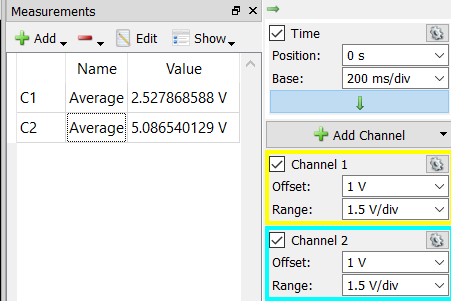 Measurements
Add Edit Show
Name Value
C1 Average 2.527868588 V
C2 Average 5.086540129 V
Time
Position: 0 s
Base: 200 ms/div
Add Channel
Channel 1
Offset: 1 V
Range: 1.5 V/div
Channel 2
Offset: 1 V
Range: 1.5 V/div